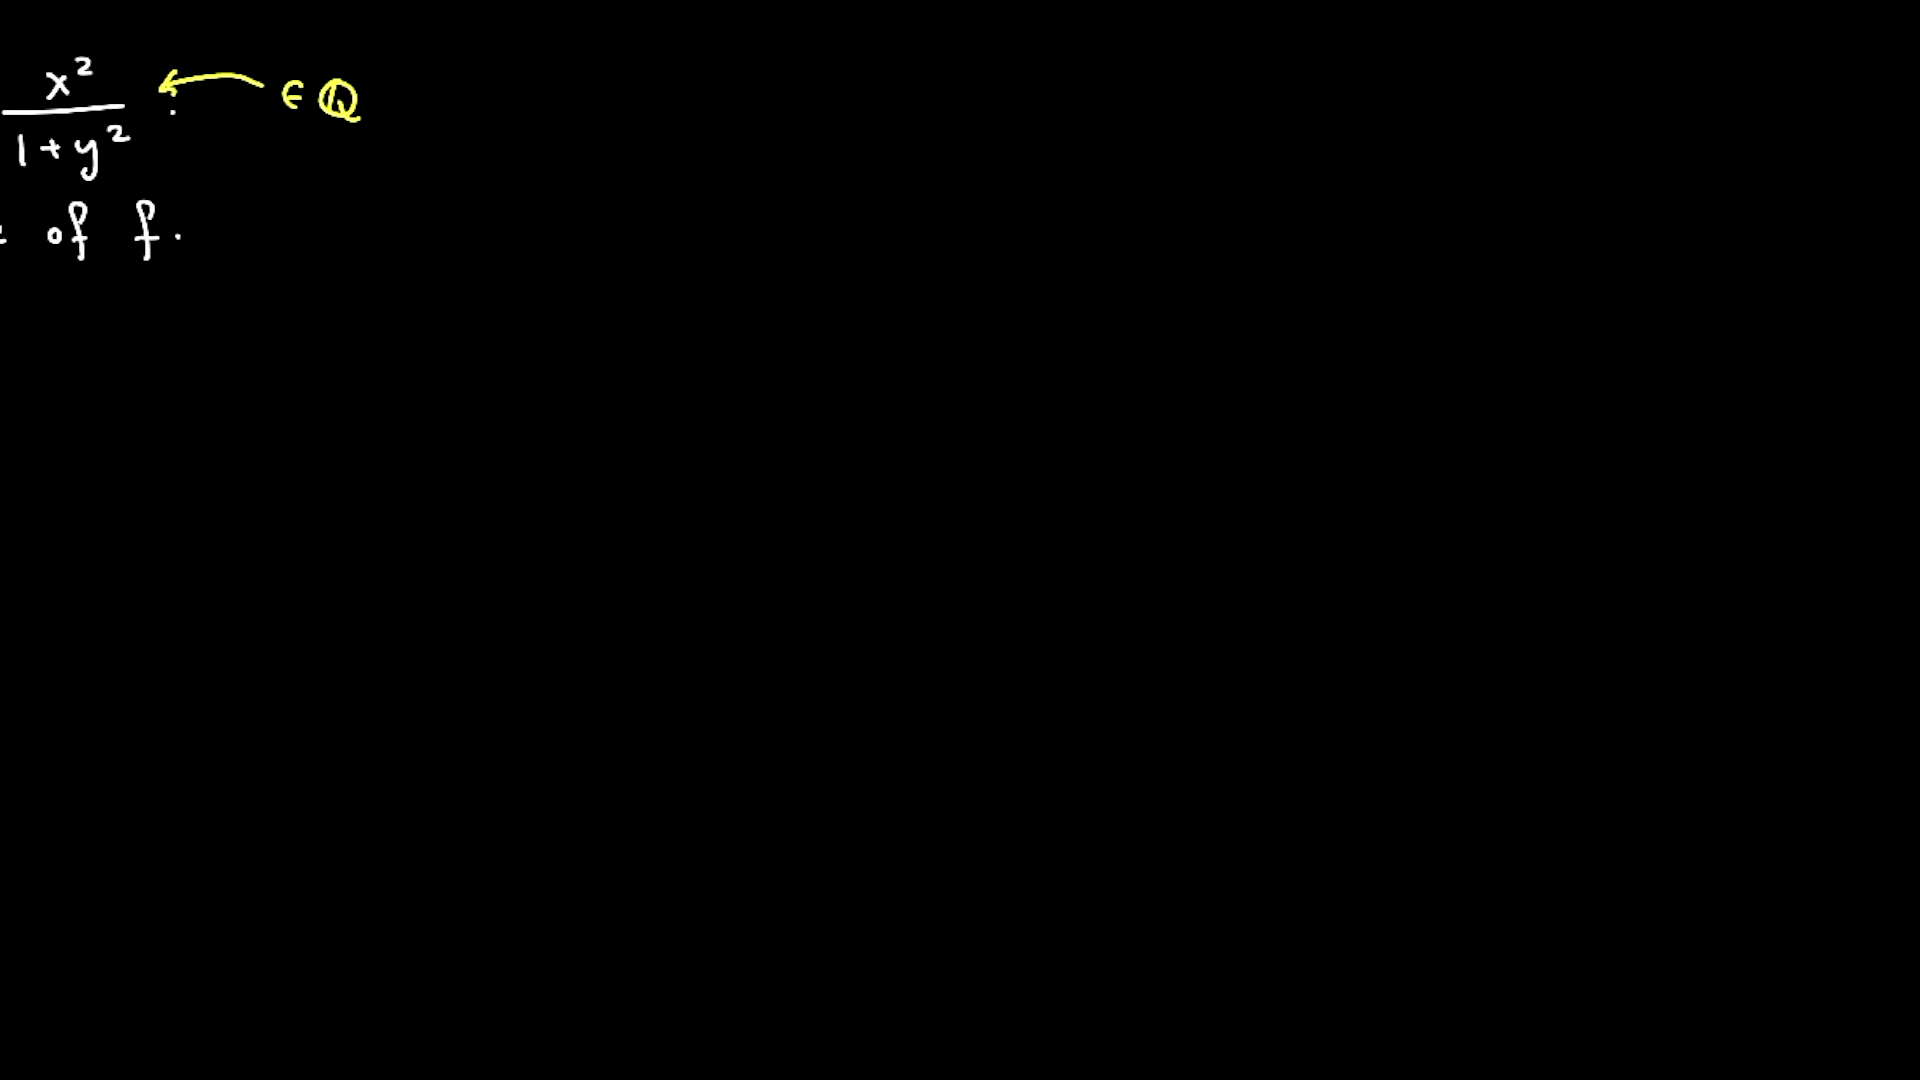 x² / 1+y² . ∈ ℚ
of f.